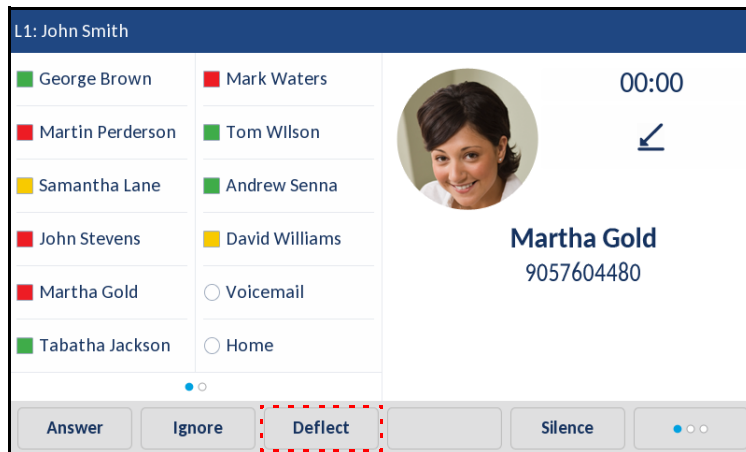 L1: John Smith
George Brown
Mark Waters
Martin Perderson
Tom WIlson
Samantha Lane
Andrew Senna
John Stevens
David Williams
Martha Gold
Voicemail
Tabatha Jackson
Home
00:00
Martha Gold
9057604480
Answer
Ignore
Deflect
Silence